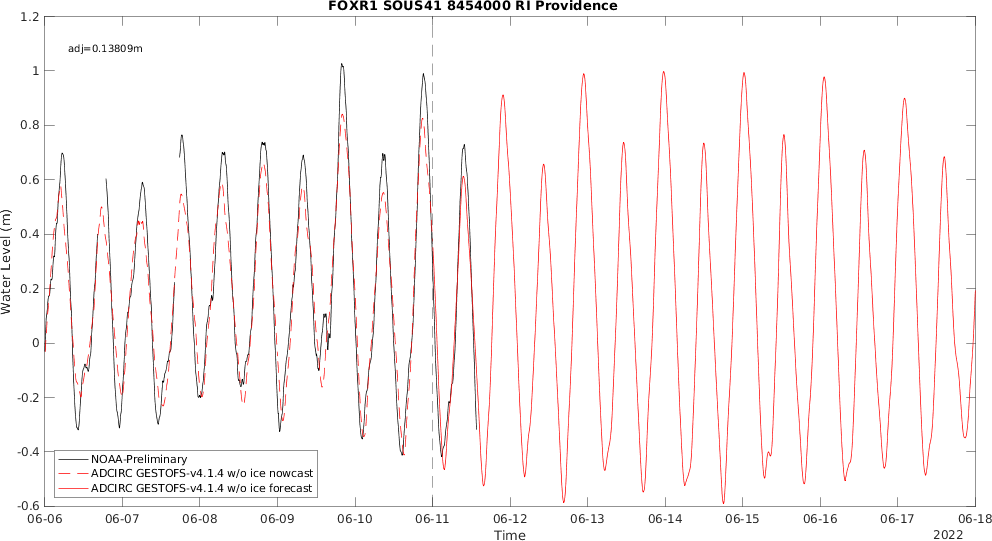 FOXR1 SOUS41 8454000 RI Providence
adj=0.13809m
Water Level (m)
1.2
1
0.8
0.6
0.4
0.2
0
-0.2
-0.4
-0.6
NOAA-Preliminary
ADCIRC GESTOFS-v4.1.4 w/o ice nowcast
ADCIRC GESTOFS-v4.1.4 w/o ice forecast
06-06 06-07 06-08 06-09 06-10 06-11 06-12 06-13 06-14 06-15 06-16 06-17 06-18
Time
2022